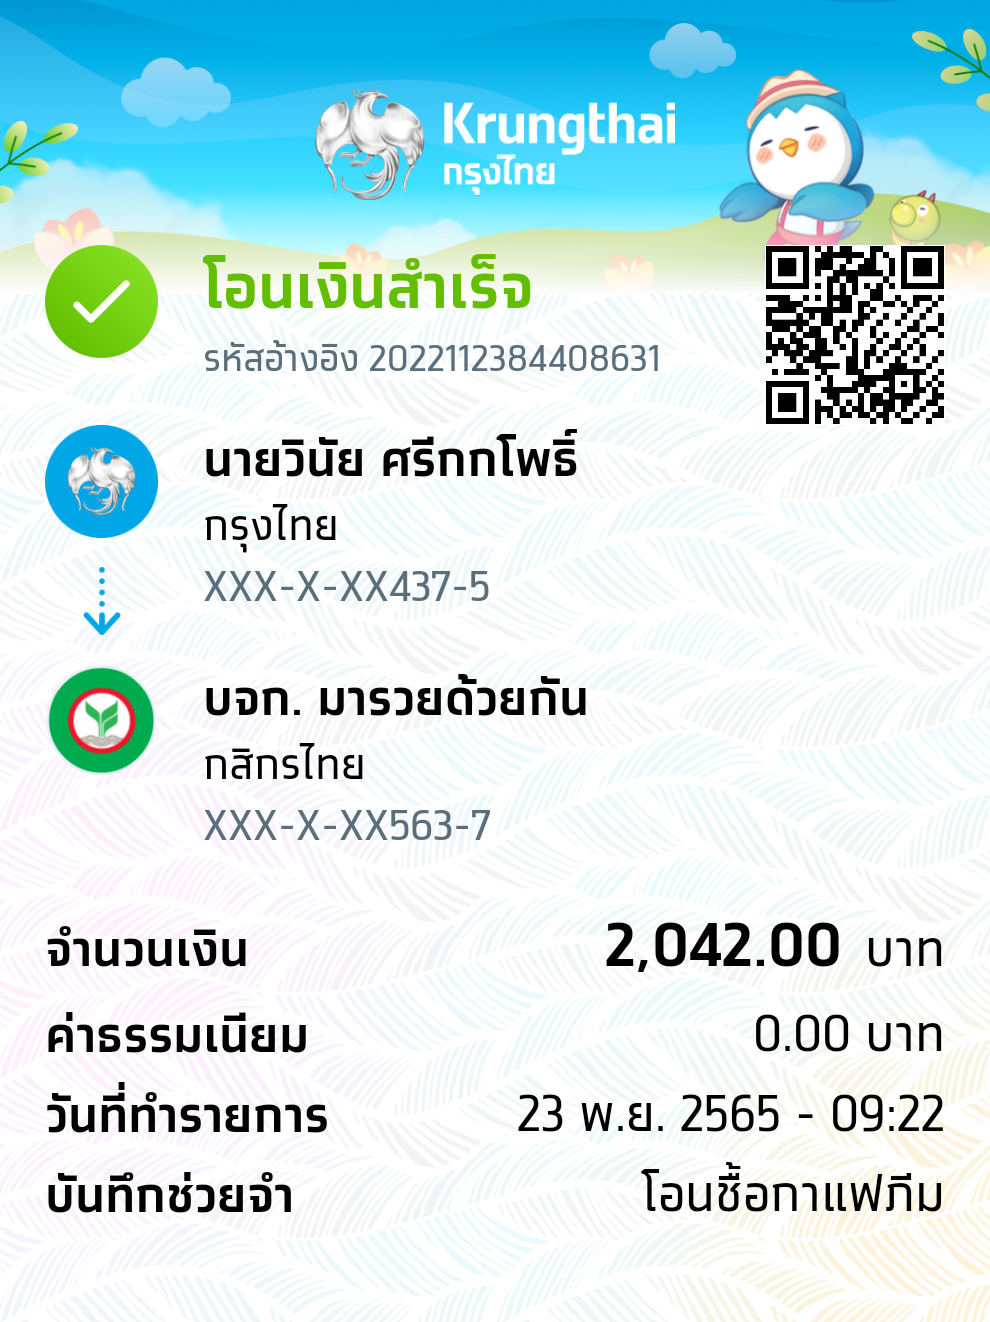 Krungthai
กรุงไทย
โอนเงินสำเร็จ
รหัสอ้างอิง 2022112384408631
นายวินัย ศรีกกโพธิ์
กรุงไทย
XXX-X-XX437-5
บจก. มารวยด้วยกัน
กสิกรไทย
XXX-X-XX563-7
จำนวนเงิน 2,042.00 บาท
ค่าธรรมเนียม 0.00 บาท
วันที่ทำรายการ 23 พ.ย. 2565 - 09:22
บันทึกช่วยจำ โอนชื้อกาแฟภีม